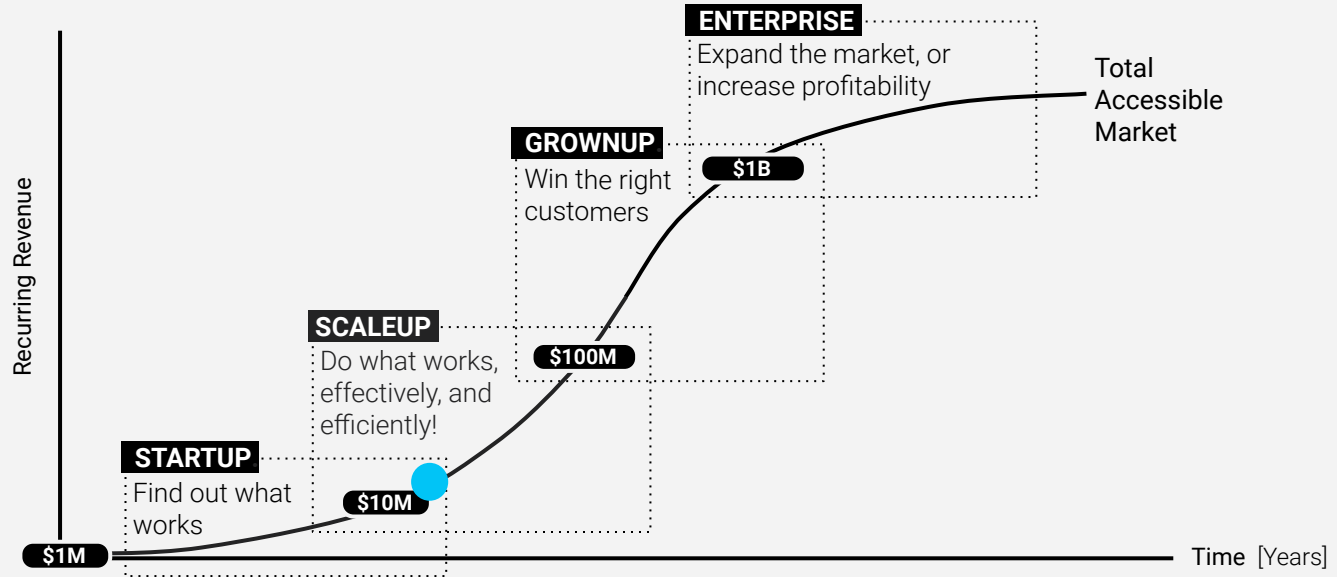 ENTERPRISE
Expand the market, or
increase profitability
Total
Accessible
Market
GROWNUP
Win the right
customers
$1B
Recurring Revenue
SCALEUP
Do what works,
effectively, and
efficiently!
$100M
STARTUP
Find out what
works
$10M
$1M
Time [Years]